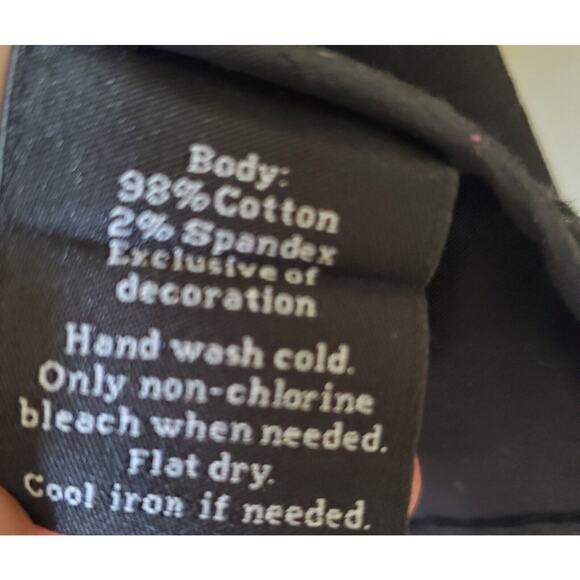 Body:
98% Cotton
2% Spandex
Exclusive of
decoration
Hand wash cold.
Only non-chlorine
bleach when needed.
Flat dry.
Cool iron if needed.